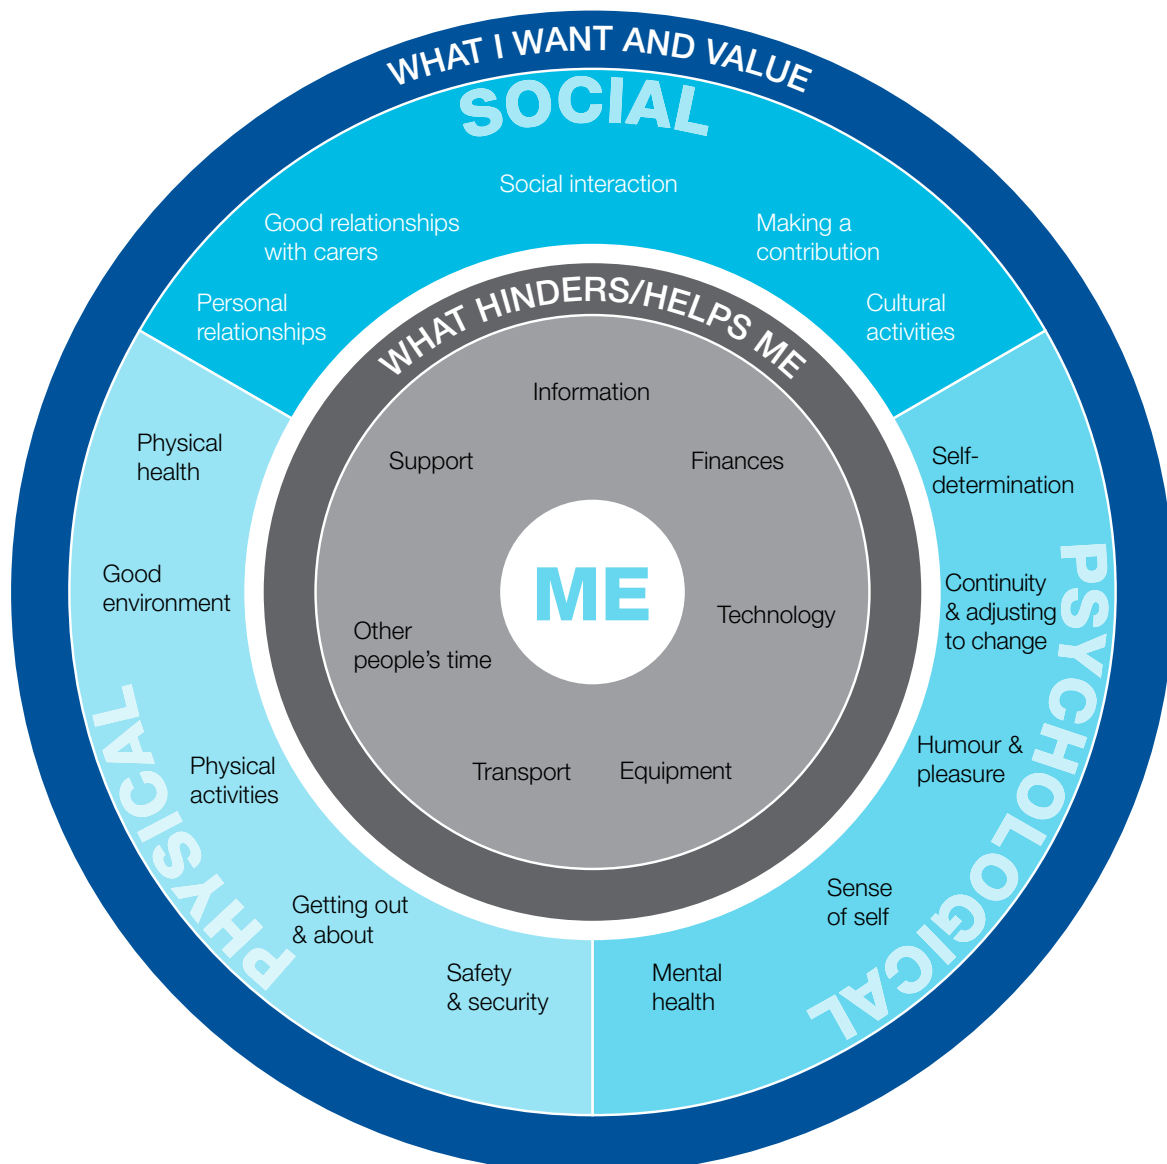 WHAT I WANT AND VALUE
SOCIAL
Social interaction
Good relationships
with carers
Making a
contribution
Personal
relationships
Cultural
activities
WHAT HINDERS/HELPS ME
Information
Support
Finances
ME
Technology
Other
people’s time
Transport
Equipment
PHYSICAL
Physical
health
Good
environment
Physical
activities
Getting out
& about
Safety
& security
PSYCHOLOGICAL
Self-
determination
Continuity
& adjusting
to change
Humour &
pleasure
Sense
of self
Mental
health